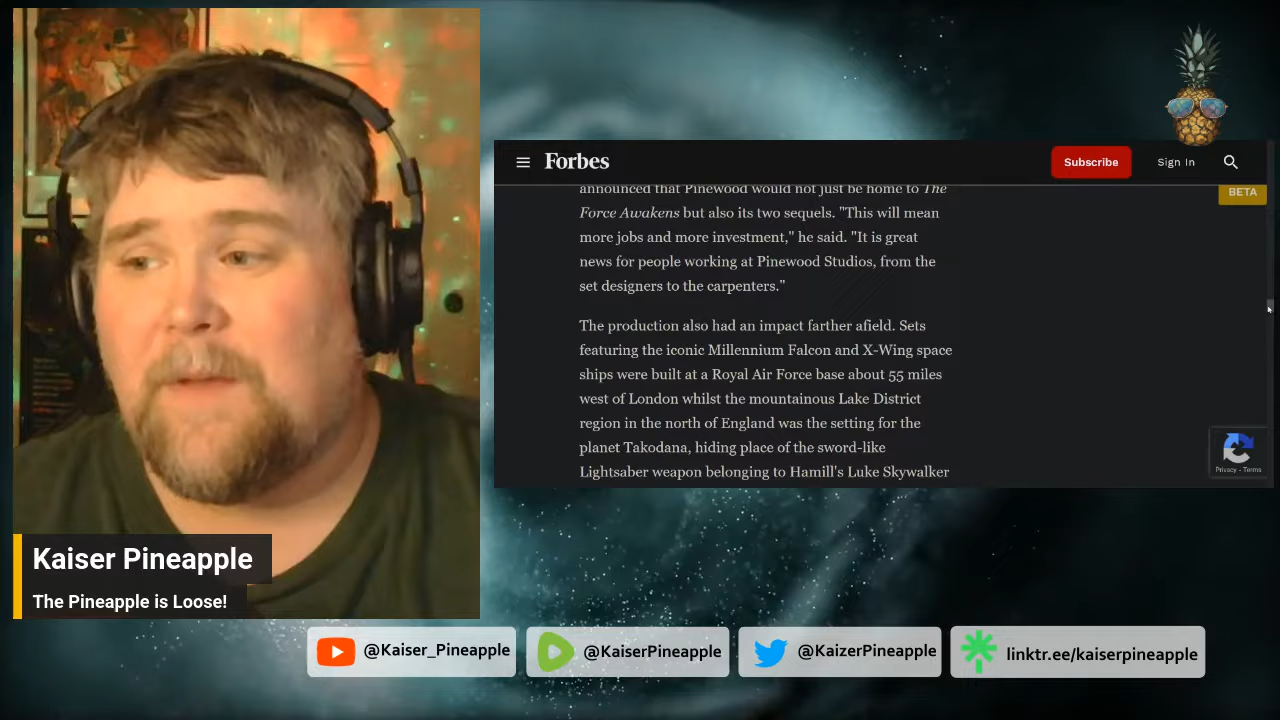 Forbes
Subscribe
Sign In
BETA
announced that Pinewood would not just be home to The
Force Awakens but also its two sequels. "This will mean
more jobs and more investment," he said. "It is great
news for people working at Pinewood Studios, from the
set designers to the carpenters."
The production also had an impact farther afield. Sets
featuring the iconic Millennium Falcon and X-Wing space
ships were built at a Royal Air Force base about 55 miles
west of London whilst the mountainous Lake District
region in the north of England was the setting for the
planet Takodana, hiding place of the sword-like
Lightsaber weapon belonging to Hamill's Luke Skywalker
Privacy - Terms
Kaiser Pineapple
The Pineapple is Loose!
@Kaiser_Pineapple
@KaiserPineapple
@KaizerPineapple
linktr.ee/kaiserpineapple